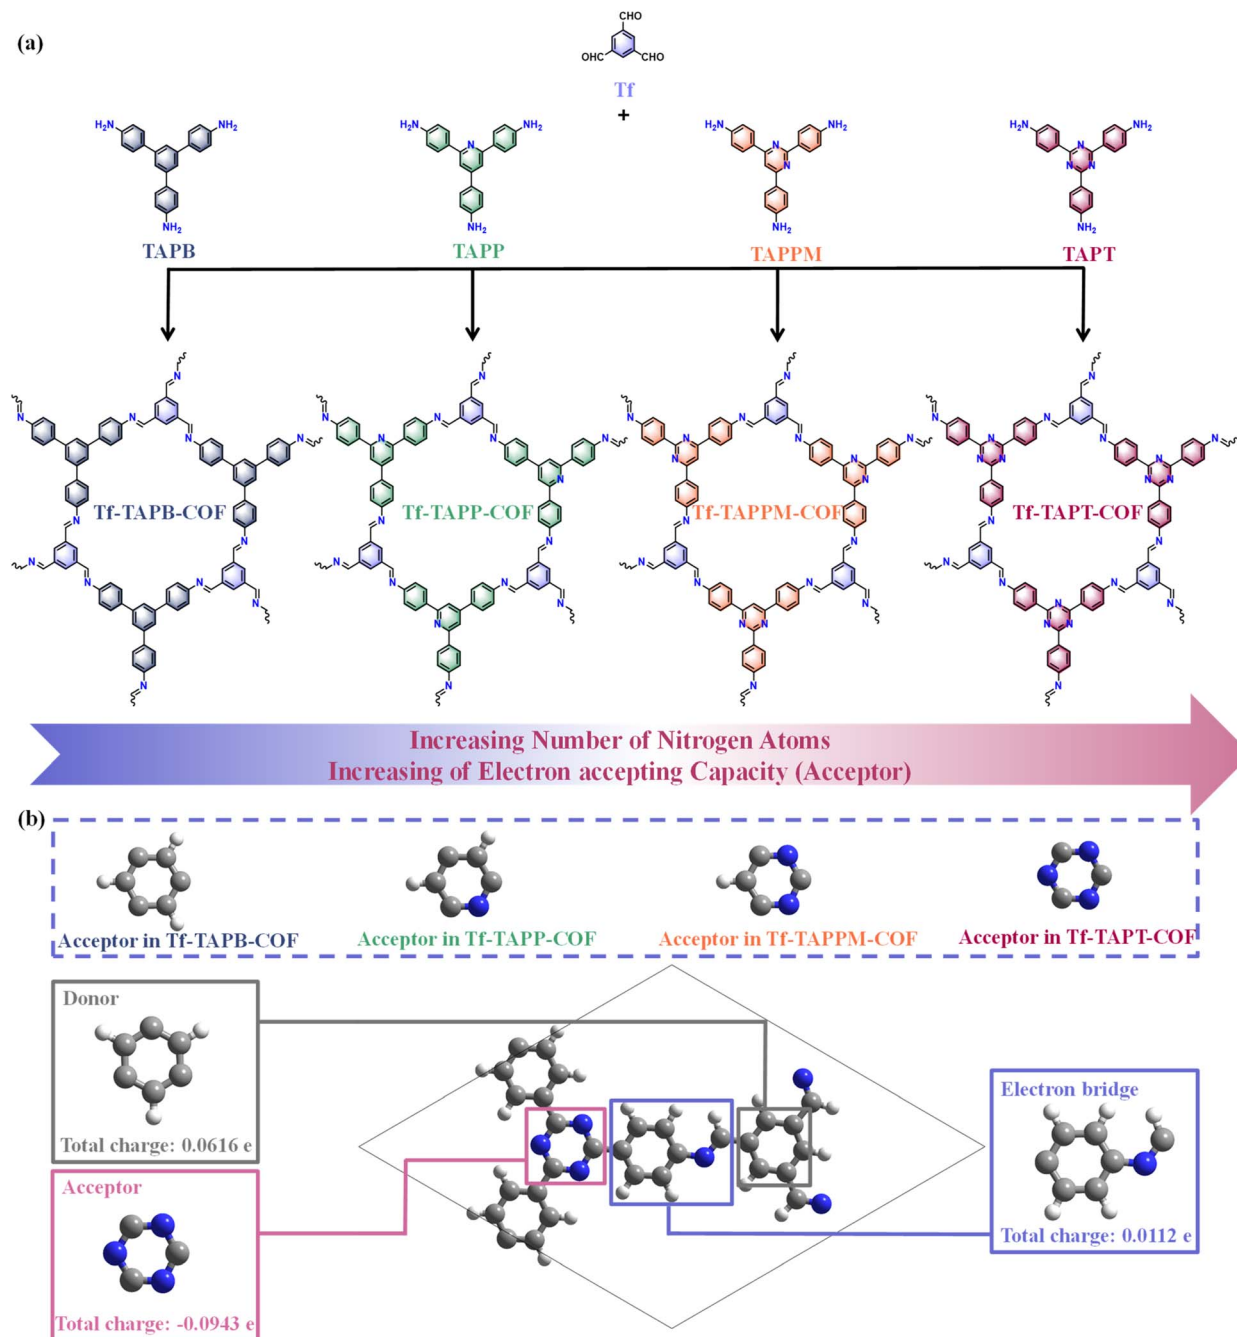 (a)
CHO
OHC
CHO
Tf
+
H₂N
NH₂
NH₂
TAPB
H₂N
N
NH₂
NH₂
TAPP
H₂N
N
N
NH₂
NH₂
TAPPM
H₂N
N
N
N
NH₂
NH₂
TAPT
Tf-TAPB-COF
Tf-TAPP-COF
Tf-TAPPM-COF
Tf-TAPT-COF
Increasing Number of Nitrogen Atoms
Increasing of Electron accepting Capacity (Acceptor)
(b)
Acceptor in Tf-TAPB-COF
Acceptor in Tf-TAPP-COF
Acceptor in Tf-TAPPM-COF
Acceptor in Tf-TAPT-COF
Donor
Total charge: 0.0616 e
Acceptor
Total charge: -0.0943 e
Electron bridge
Total charge: 0.0112 e